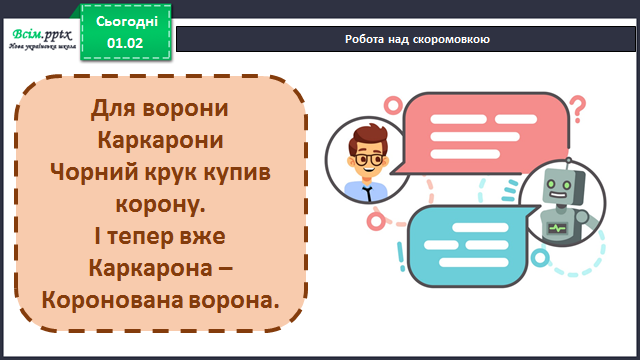 Всім.pptx
Нова українська школа
Сьогодні
01.02
Робота над скоромовкою
Для ворони
Каркарони
Чорний крук купив
корону.
І тепер вже
Каркарона –
Коронована ворона.